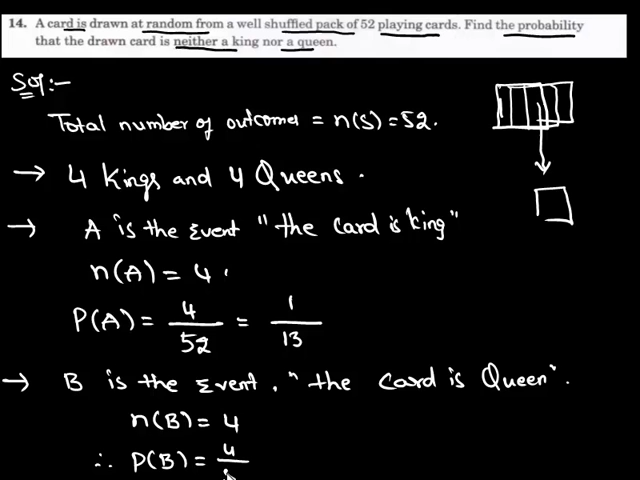 14. A card is drawn at random from a well shuffled pack of 52 playing cards. Find the probability
that the drawn card is neither a king nor a queen.
Sol:-
Total number of outcomes = n(S) = 52.
→ 4 Kings and 4 Queens.
→ A is the Event "the card is king"
n(A) = 4.
P(A) = 4/52 = 1/13
→ B is the Event, "the card is Queen".
n(B) = 4
∴ P(B) = 4/